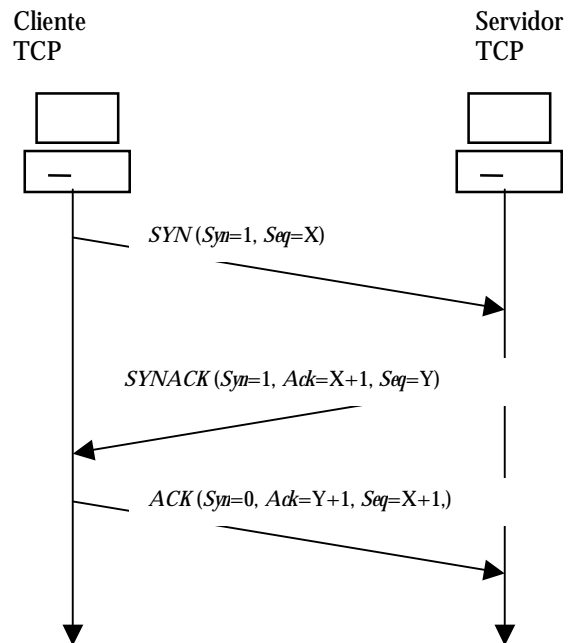 Cliente
TCP
Servidor
TCP
SYN (Syn=1, Seq=X)
SYNACK (Syn=1, Ack=X+1, Seq=Y)
ACK (Syn=0, Ack=Y+1, Seq=X+1,)